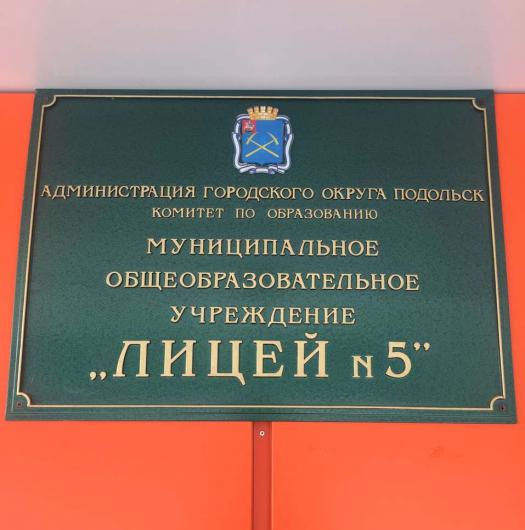 АДМИНИСТРАЦИЯ ГОРОДСКОГО ОКРУГА ПОДОЛЬСК
КОМИТЕТ ПО ОБРАЗОВАНИЮ
МУНИЦИПАЛЬНОЕ
ОБЩЕОБРАЗОВАТЕЛЬНОЕ
УЧРЕЖДЕНИЕ
„ЛИЦЕЙ N 5”